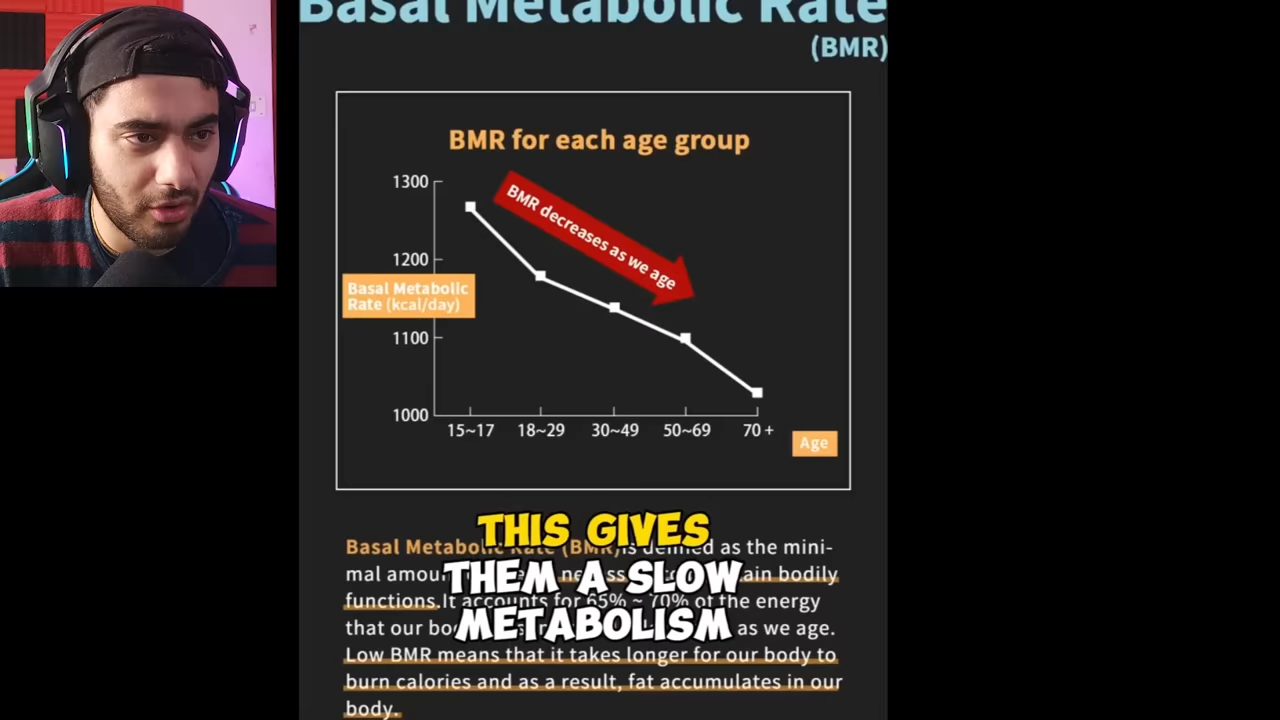 Basal Metabolic Rate
(BMR)
BMR for each age group
BMR decreases as we age
1300
1200
Basal Metabolic
Rate (kcal/day)
1100
1000
15~17 18~29 30~49 50~69 70 +
Age
THIS GIVES
THEM A SLOW
METABOLISM
Basal Metabolic Rate (BMR)is defined as the mini-
mal amou bodily
functions.It accounts for 65% ~ 70% of the energy
that our as we age.
Low BMR means that it takes longer for our body to
burn calories and as a result, fat accumulates in our
body.